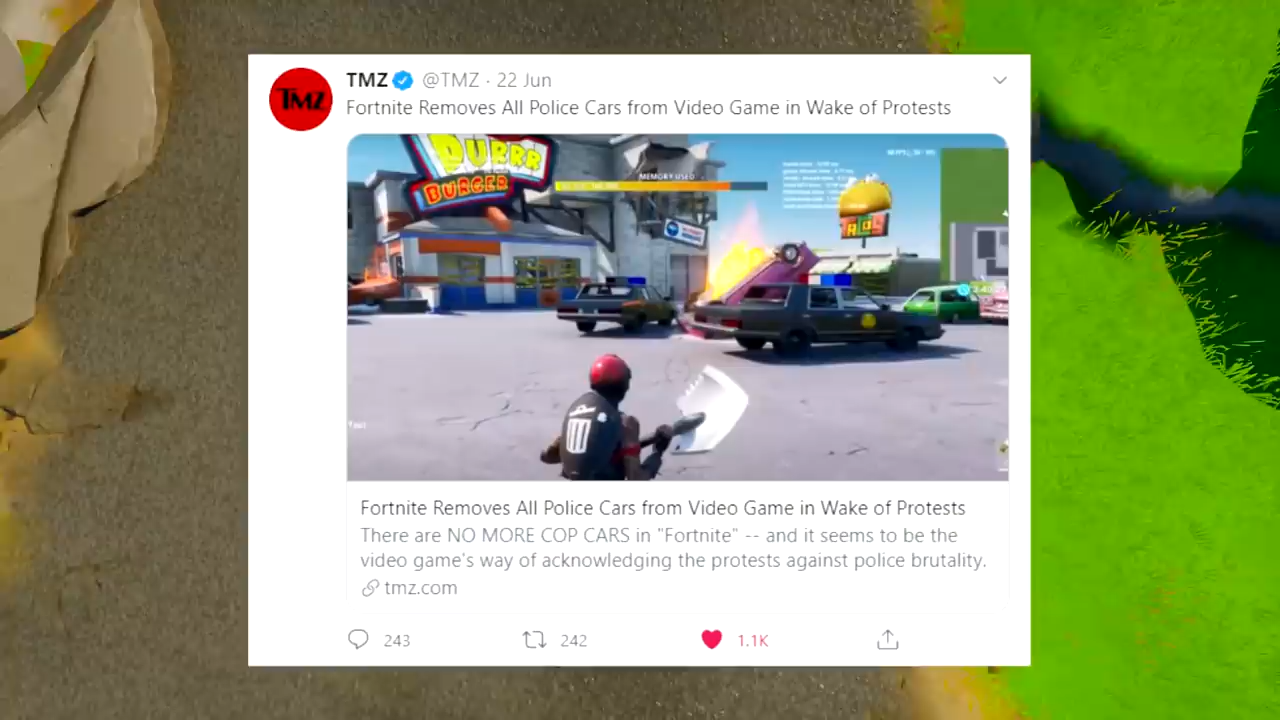 TMZ @TMZ · 22 Jun
TMZ
Fortnite Removes All Police Cars from Video Game in Wake of Protests
DURRR
BURGER
MEMORY USED
Fortnite Removes All Police Cars from Video Game in Wake of Protests
There are NO MORE COP CARS in "Fortnite" -- and it seems to be the
video game's way of acknowledging the protests against police brutality.
tmz.com
243 242 1.1K